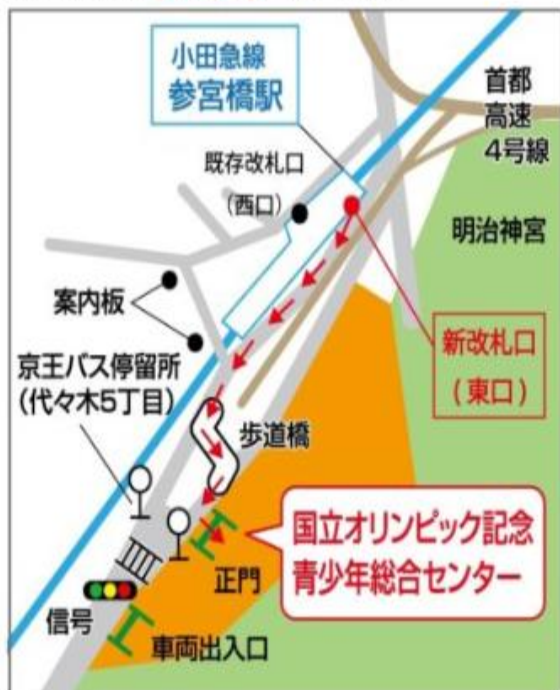 小田急線
参宮橋駅
首都
高速
4号線
既存改札口
（西口）
明治神宮
案内板
新改札口
（東口）
京王バス停留所
（代々木5丁目）
歩道橋
国立オリンピック記念
青少年総合センター
正門
信号
車両出入口